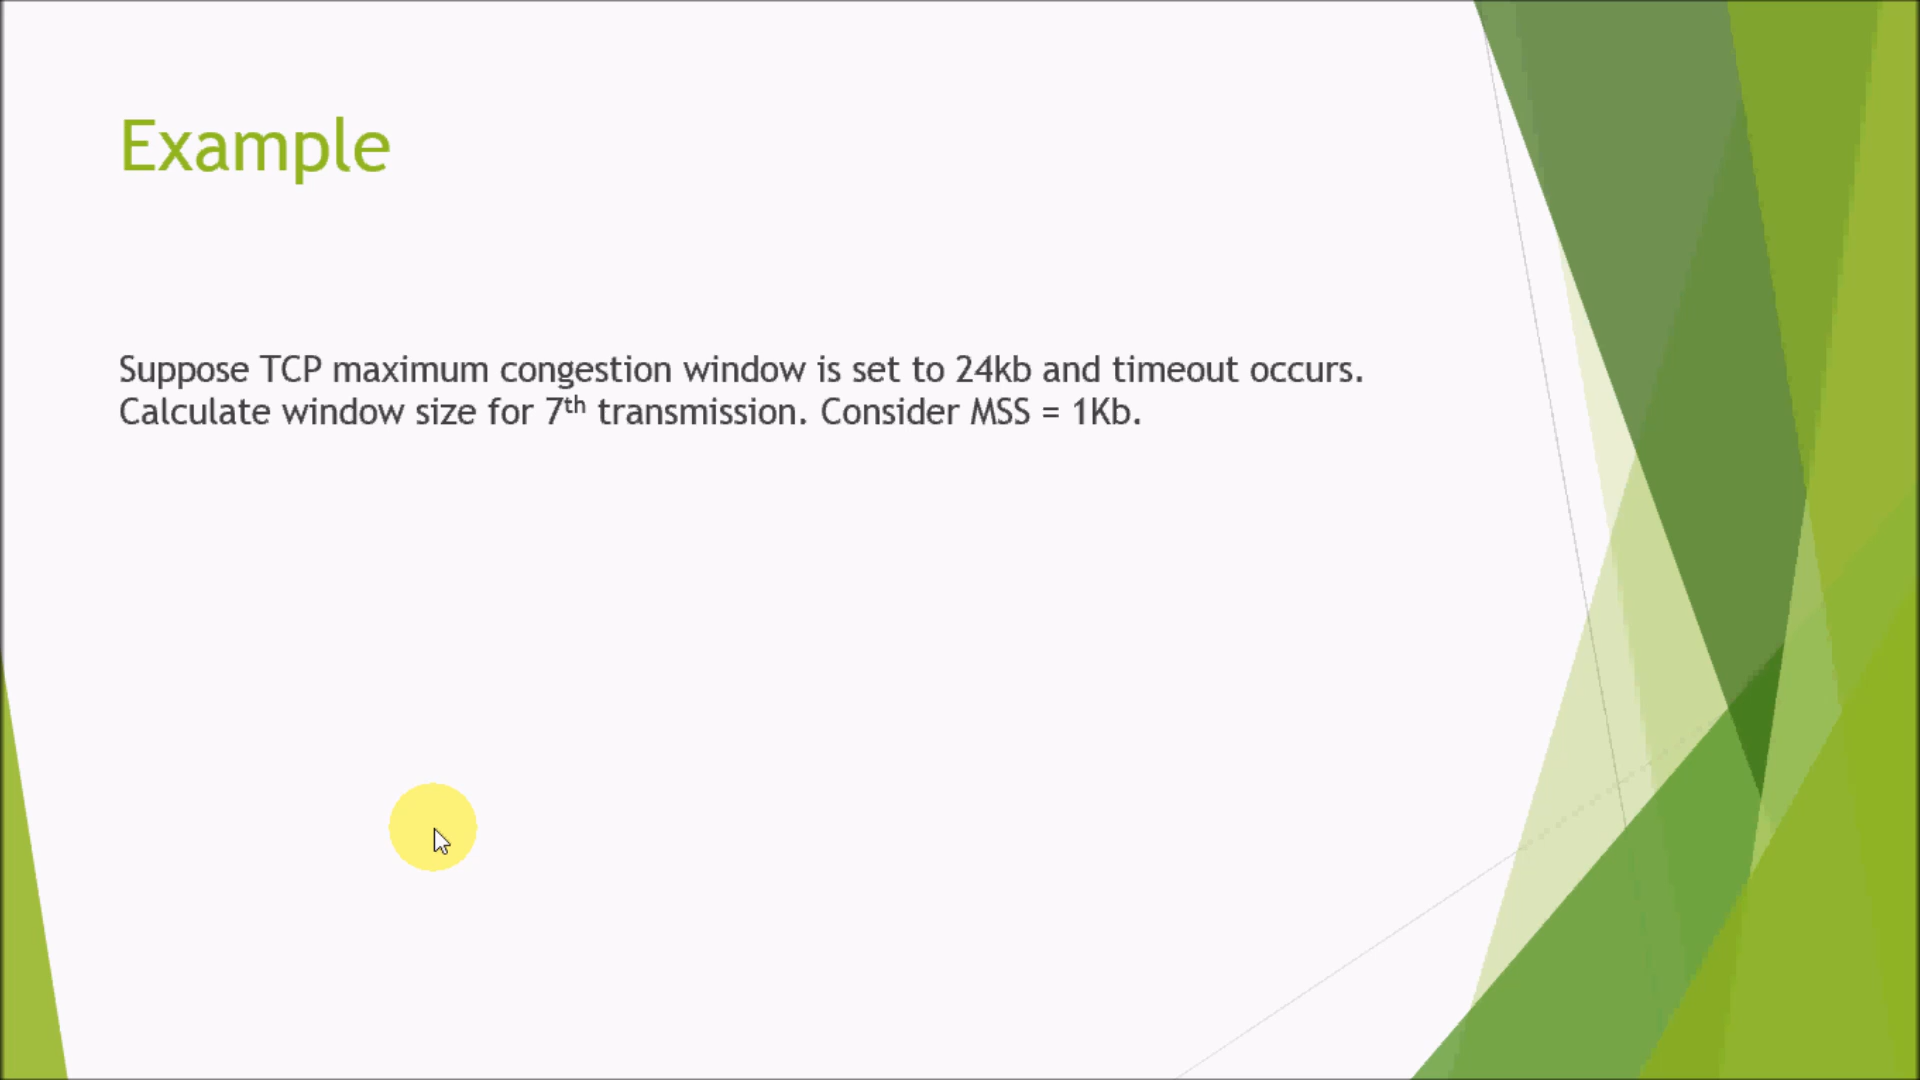 Example
Suppose TCP maximum congestion window is set to 24kb and timeout occurs.
Calculate window size for 7th transmission. Consider MSS = 1Kb.